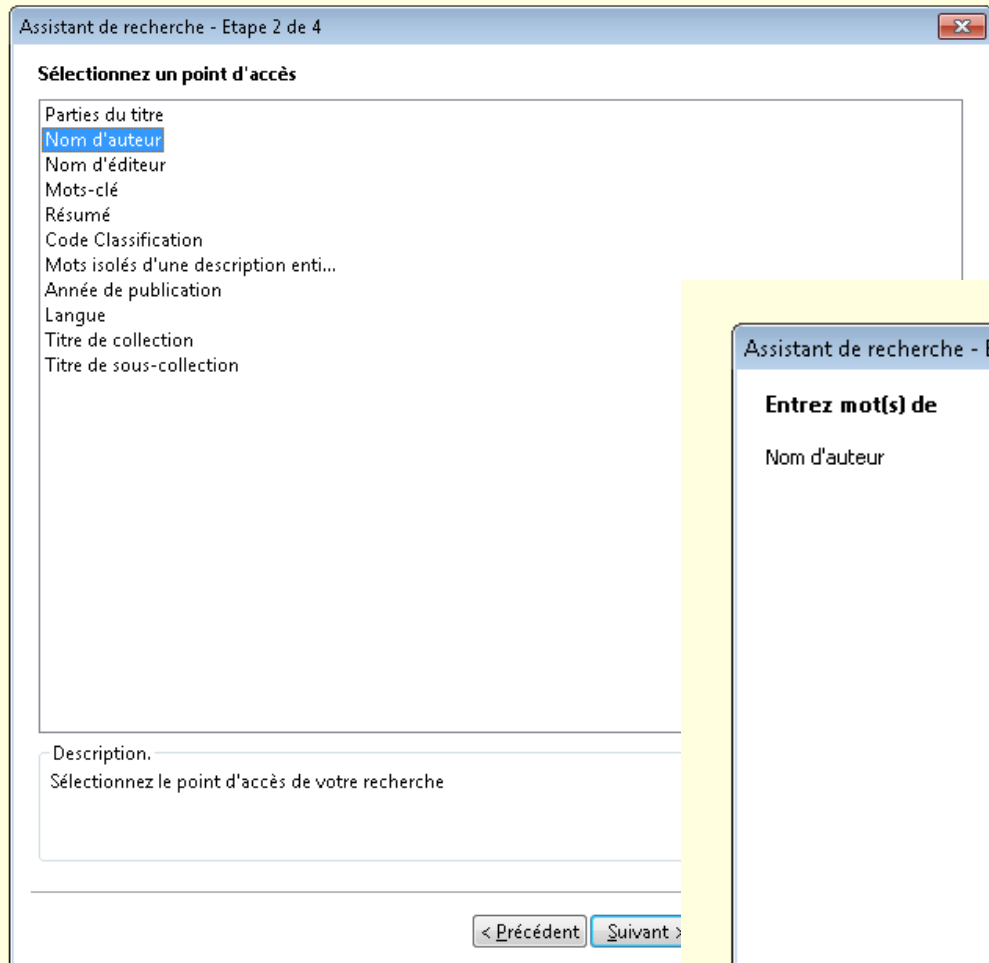 Assistant de recherche - Etape 2 de 4
Sélectionnez un point d'accès
Parties du titre
Nom d'auteur
Nom d'éditeur
Mots-clé
Résumé
Code Classification
Mots isolés d'une description enti...
Année de publication
Langue
Titre de collection
Titre de sous-collection
Description.
Sélectionnez le point d'accès de votre recherche
< Précédent
Suivant >
Assistant de recherche - E
Entrez mot(s) de
Nom d'auteur